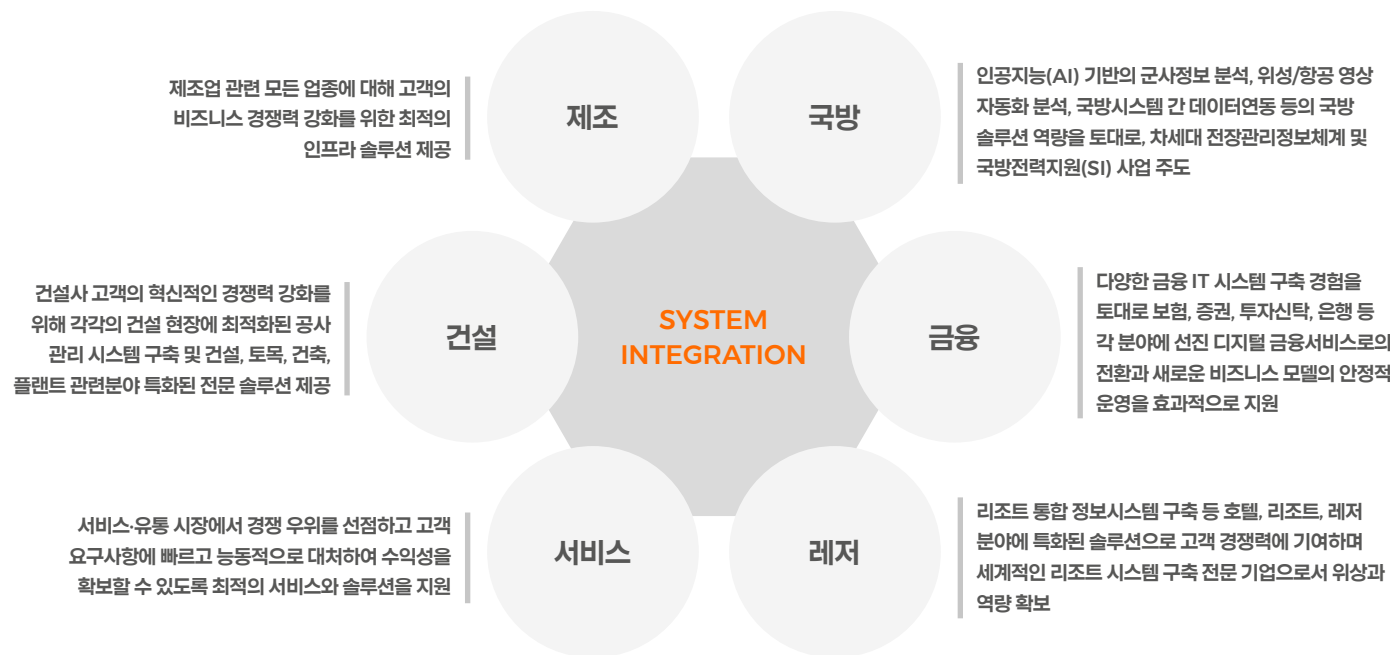 제조업 관련 모든 업종에 대해 고객의
비즈니스 경쟁력 강화를 위한 최적의
인프라 솔루션 제공
제조
국방
인공지능(AI) 기반의 군사정보 분석, 위성/항공 영상
자동화 분석, 국방시스템 간 데이터연동 등의 국방
솔루션 역량을 토대로, 차세대 전장관리정보체계 및
국방전력지원(SI) 사업 주도
건설사 고객의 혁신적인 경쟁력 강화를
위해 각각의 건설 현장에 최적화된 공사
관리 시스템 구축 및 건설, 토목, 건축,
플랜트 관련분야 특화된 전문 솔루션 제공
건설
SYSTEM
INTEGRATION
금융
다양한 금융 IT 시스템 구축 경험을
토대로 보험, 증권, 투자신탁, 은행 등
각 분야에 선진 디지털 금융서비스로의
전환과 새로운 비즈니스 모델의 안정적
운영을 효과적으로 지원
서비스·유통 시장에서 경쟁 우위를 선점하고 고객
요구사항에 빠르고 능동적으로 대처하여 수익성을
확보할 수 있도록 최적의 서비스와 솔루션을 지원
서비스
레저
리조트 통합 정보시스템 구축 등 호텔, 리조트, 레저
분야에 특화된 솔루션으로 고객 경쟁력에 기여하며
세계적인 리조트 시스템 구축 전문 기업으로서 위상과
역량 확보